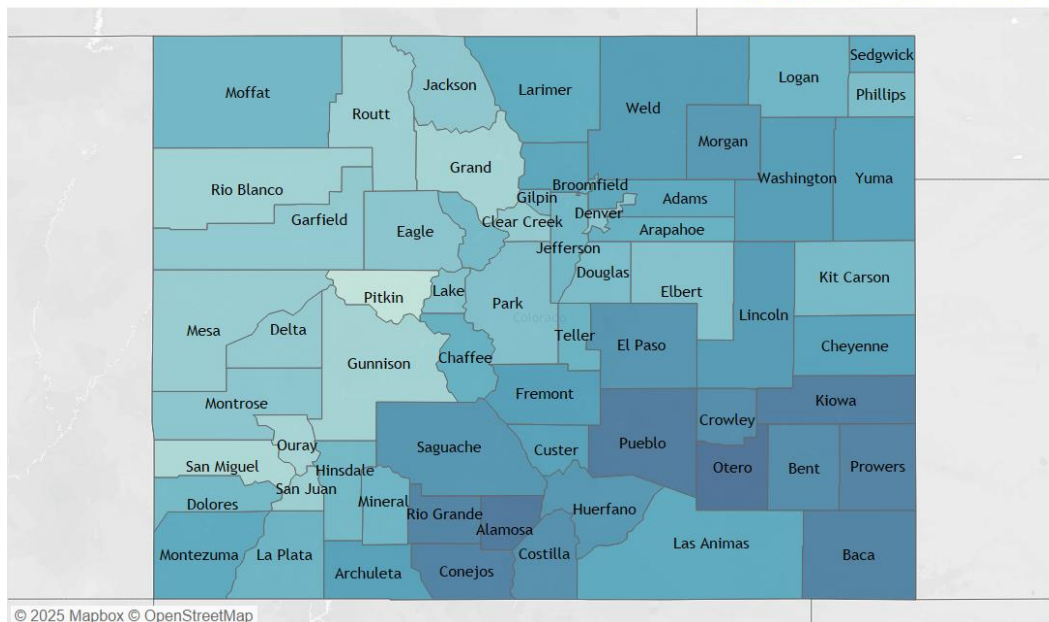 Sedgwick
Logan
Jackson
Moffat
Larimer
Phillips
Routt
Weld
Morgan
Grand
Washington
Yuma
Rio Blanco
Broomfield
Gilpin
Adams
Garfield
Clear Creek
Denver
Eagle
Arapahoe
Jefferson
Douglas
Kit Carson
Lake
Elbert
Pitkin
Park
Lincoln
Colorado
Mesa
Delta
Teller
El Paso
Cheyenne
Chaffee
Gunnison
Fremont
Kiowa
Montrose
Crowley
Pueblo
Ouray
Saguache
Custer
San Miguel
Hinsdale
Otero
Bent
Prowers
San Juan
Dolores
Mineral
Rio Grande
Huerfano
Alamosa
Las Animas
Montezuma
La Plata
Costilla
Baca
Archuleta
Conejos
© 2025 Mapbox © OpenStreetMap